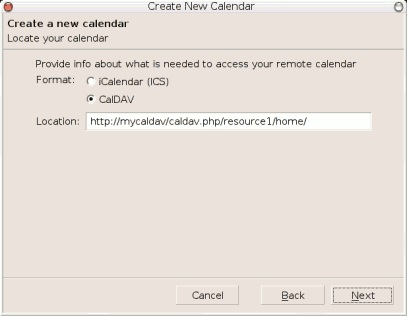 Create New Calendar
Create a new calendar
Locate your calendar
Provide info about what is needed to access your remote calendar
Format: iCalendar (ICS)
CalDAV
Location: http://mycaldav/caldav.php/resource1/home/
Cancel Back Next